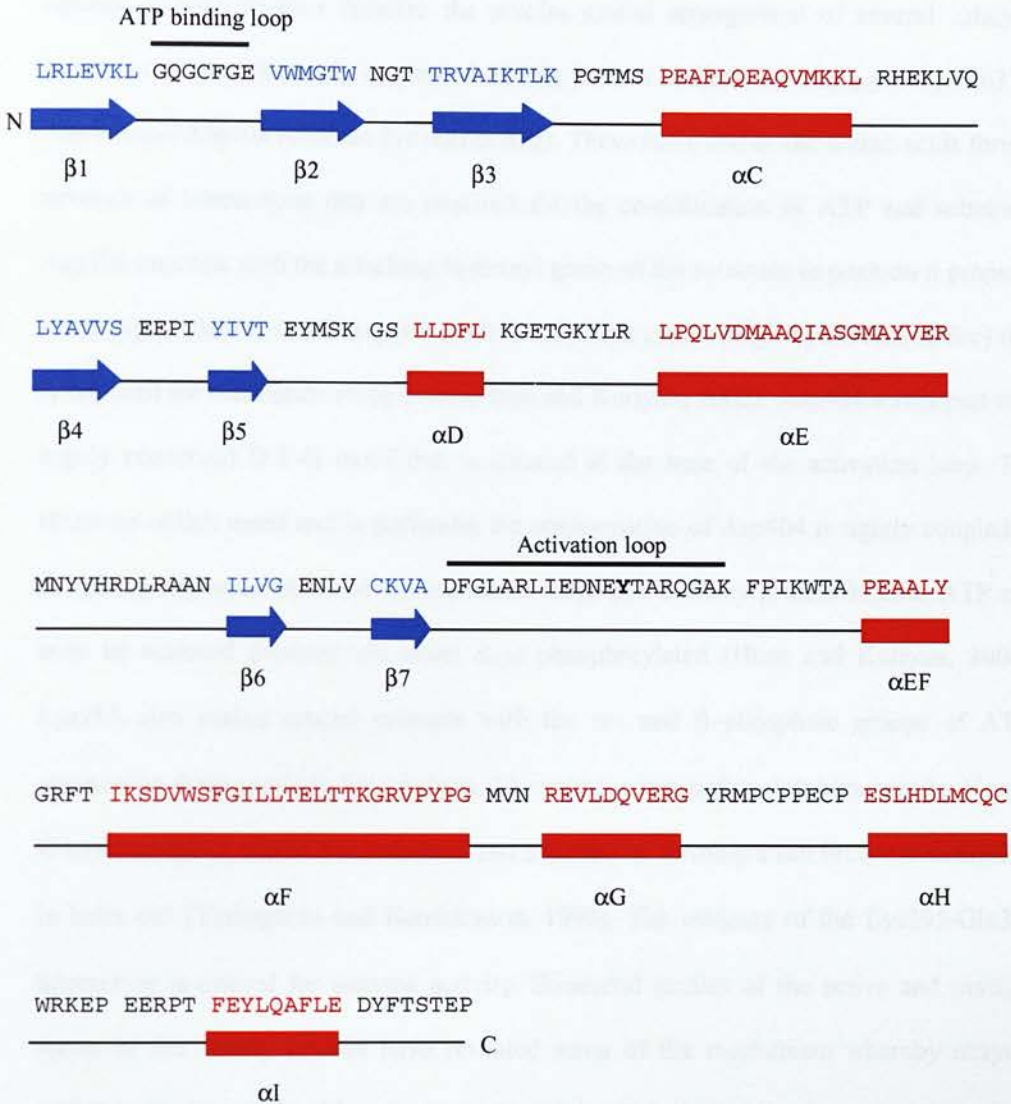 ATP binding loop
LRLEVKL GQGCFGE VWMGTW NGT TRVAIKTLK PGTMS PEAFLQEAQVMKKL RHEKLVQ
N
β1 β2 β3 αC
LYAVVS EEPI YIVT EYMSK GS LLDFL KGETGKYLR LPQLVDMAAQIASGMAYVER
β4 β5 αD αE
Activation loop
MNYVHRDLRAAN ILVG ENLV CKVA DFGLARLIEDNEYTARQGAK FPIKWTA PEAALY
β6 β7 αEF
GRFT IKSDVWSFGILLTELTTKGRVPYPG MVN REVLDQVERG YRMPCPPECP ESLHDLMCQC
αF αG αH
WRKEP EERPT FEYLQAFLE DYFTSTEP
C
αI